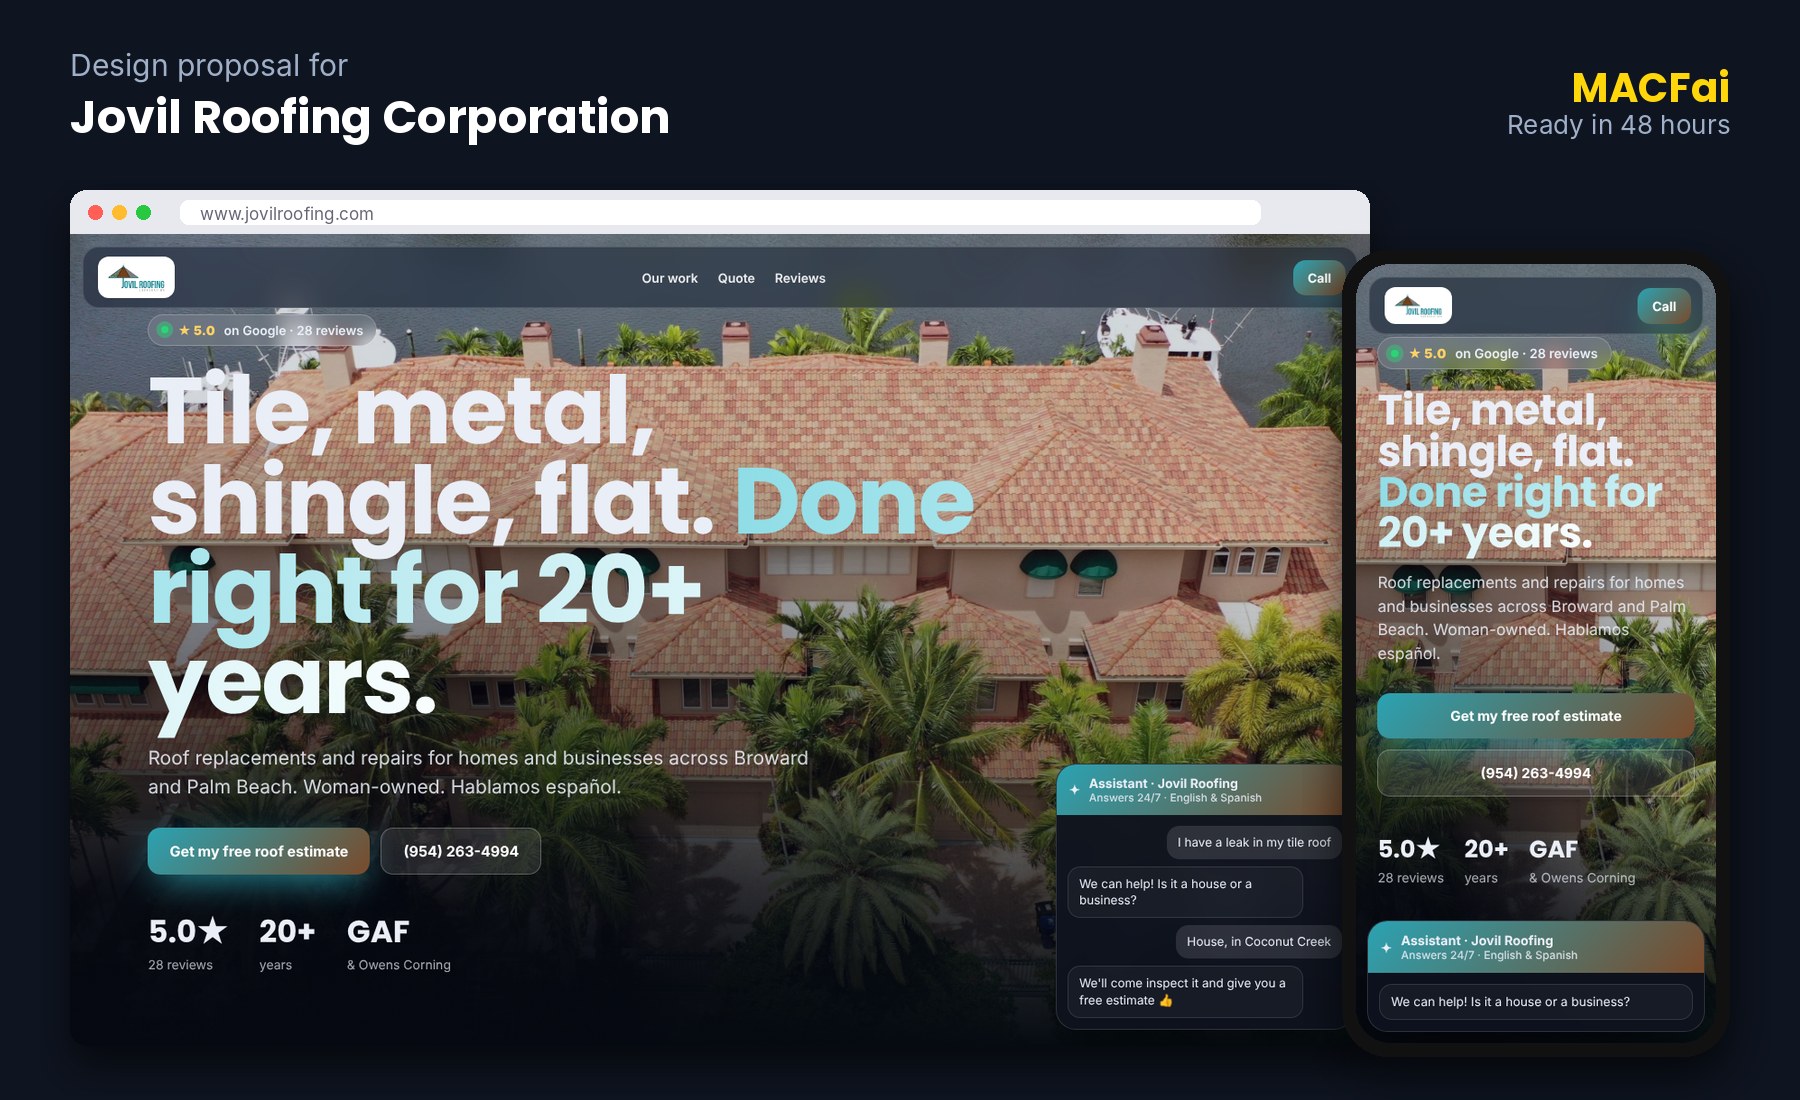 Design proposal for
Jovil Roofing Corporation
MACFai
Ready in 48 hours
www.jovilroofing.com
JOVIL ROOFING
Our work Quote Reviews
Call
★ 5.0 on Google · 28 reviews
Tile, metal,
shingle, flat. Done
right for 20+
years.
Roof replacements and repairs for homes and businesses across Broward
and Palm Beach. Woman-owned. Hablamos español.
Get my free roof estimate
(954) 263-4994
5.0★ 20+ GAF
28 reviews years & Owens Corning
Assistant · Jovil Roofing
Answers 24/7 · English & Spanish
I have a leak in my tile roof
We can help! Is it a house or a
business?
House, in Coconut Creek
We'll come inspect it and give you a
free estimate 👍
JOVIL ROOFING
Call
★ 5.0 on Google · 28 reviews
Tile, metal,
shingle, flat.
Done right for
20+ years.
Roof replacements and repairs for homes
and businesses across Broward and Palm
Beach. Woman-owned. Hablamos
español.
Get my free roof estimate
(954) 263-4994
5.0★ 20+ GAF
28 reviews years & Owens Corning
Assistant · Jovil Roofing
Answers 24/7 · English & Spanish
We can help! Is it a house or a business?